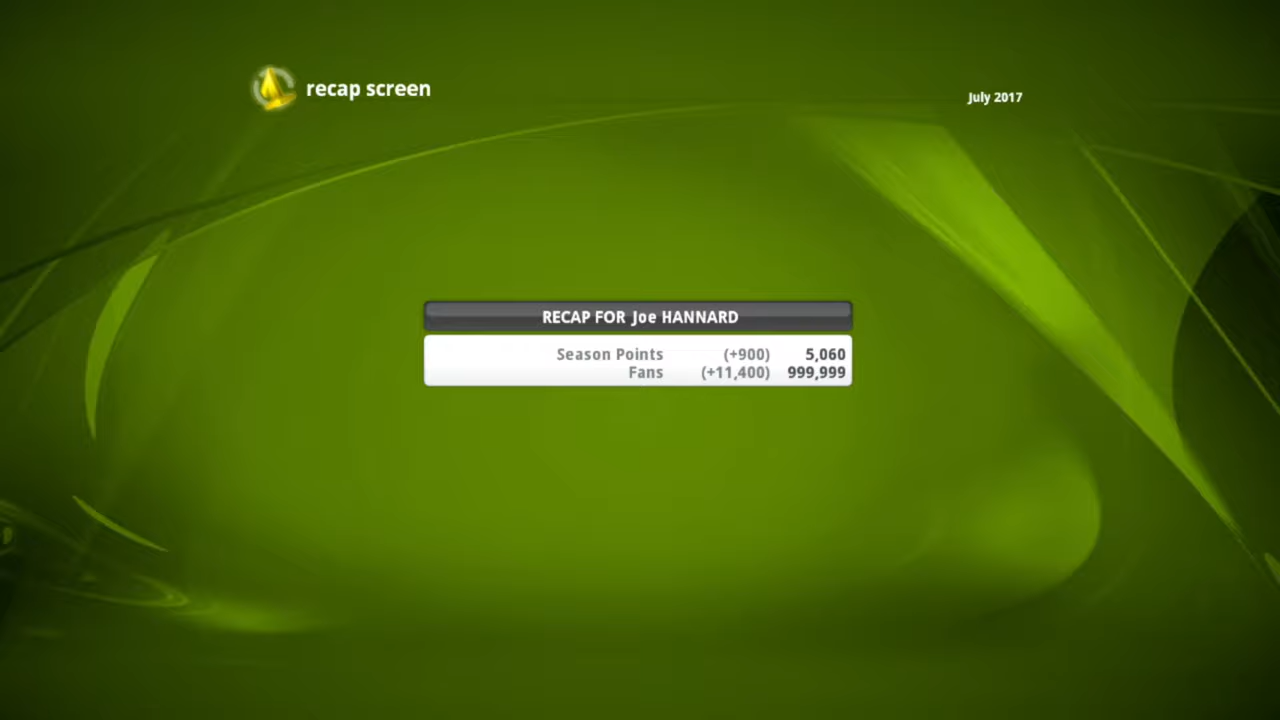 recap screen
July 2017
RECAP FOR Joe HANNARD
Season Points (+900) 5,060
Fans (+11,400) 999,999